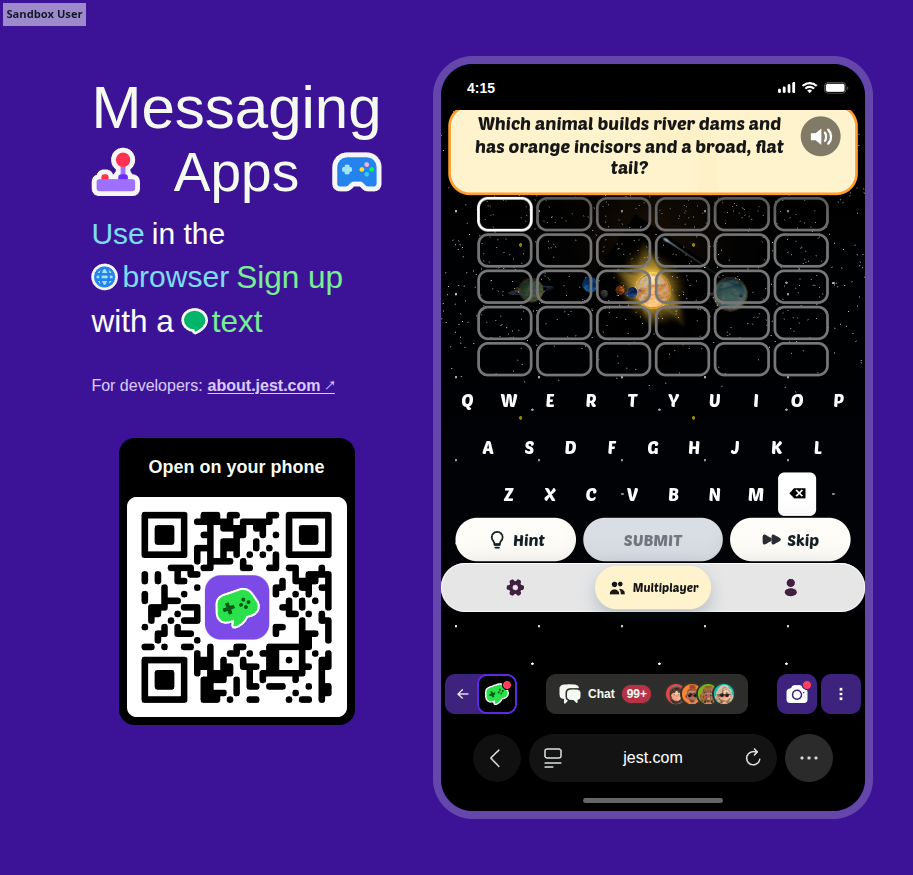 Sandbox User
Messaging
Apps
Use in the
browser Sign up
with a text
For developers: about.jest.com ↗
Open on your phone
4:15
Which animal builds river dams and
has orange incisors and a broad, flat
tail?
Q W E R T Y U I O P
A S D F G H J K L
Z X C V B N M
Hint SUBMIT Skip
Multiplayer
Chat 99+
jest.com